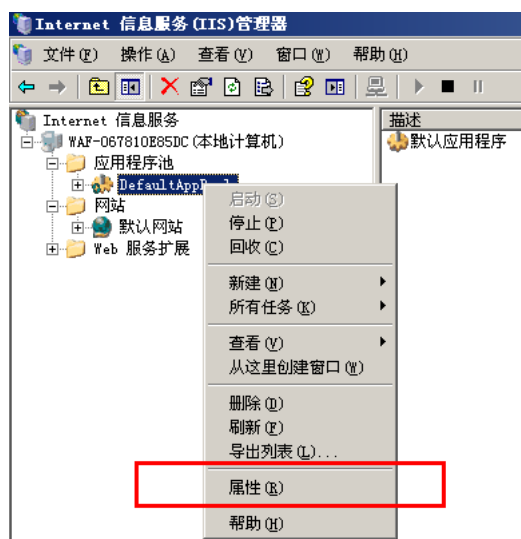 Internet 信息服务(IIS)管理器
文件(F) 操作(A) 查看(V) 窗口(W) 帮助(H)
Internet 信息服务
WAF-067810E85DC(本地计算机)
应用程序池
DefaultAppPool
网站
默认网站
Web 服务扩展
描述
默认应用程序
启动(S)
停止(P)
回收(C)
新建(N)
所有任务(K)
查看(V)
从这里创建窗口(W)
删除(D)
刷新(F)
导出列表(L)...
属性(R)
帮助(H)